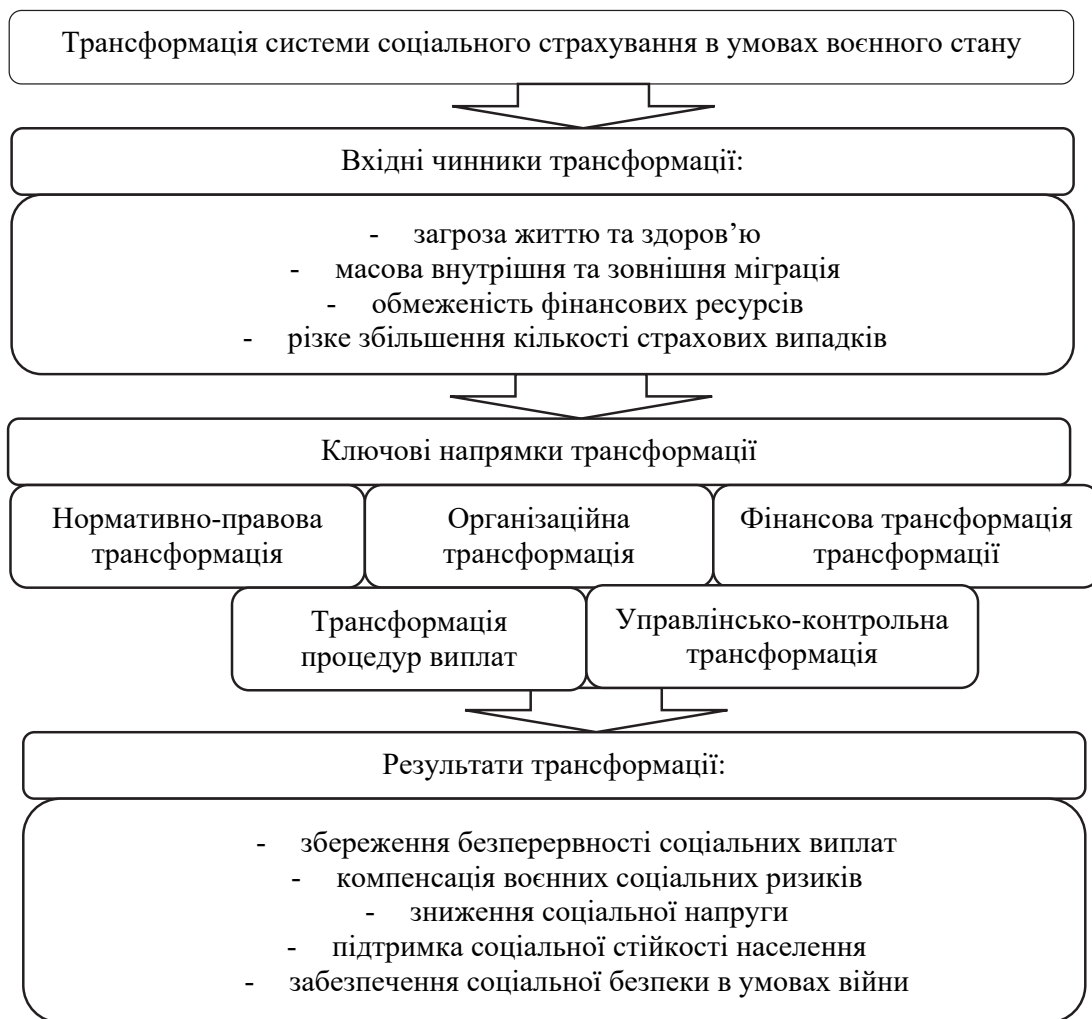 Трансформація системи соціального страхування в умовах воєнного стану
Вхідні чинники трансформації:
- загроза життю та здоров’ю
- масова внутрішня та зовнішня міграція
- обмеженість фінансових ресурсів
- різке збільшення кількості страхових випадків
Ключові напрямки трансформації
Нормативно-правова
трансформація
Організаційна
трансформація
Фінансова трансформація
трансформації
Трансформація
процедур виплат
Управлінсько-контрольна
трансформація
Результати трансформації:
- збереження безперервності соціальних виплат
- компенсація воєнних соціальних ризиків
- зниження соціальної напруги
- підтримка соціальної стійкості населення
- забезпечення соціальної безпеки в умовах війни